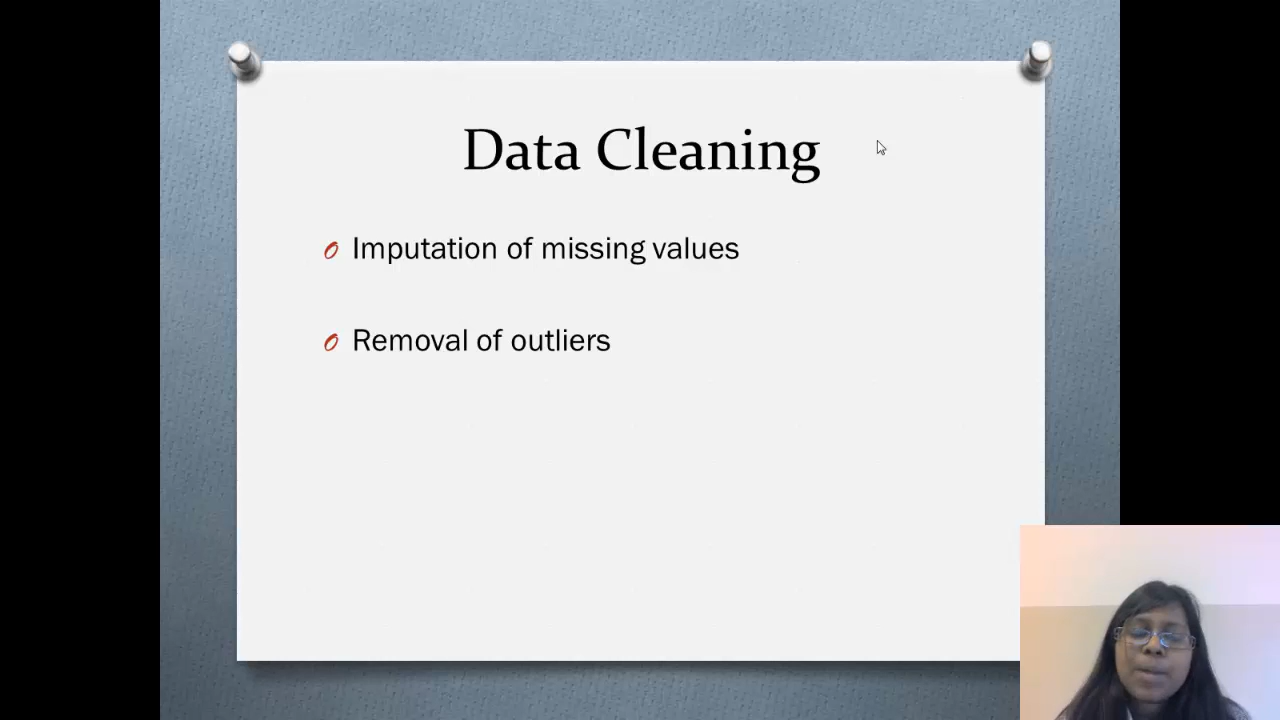 Data Cleaning
Imputation of missing values
Removal of outliers